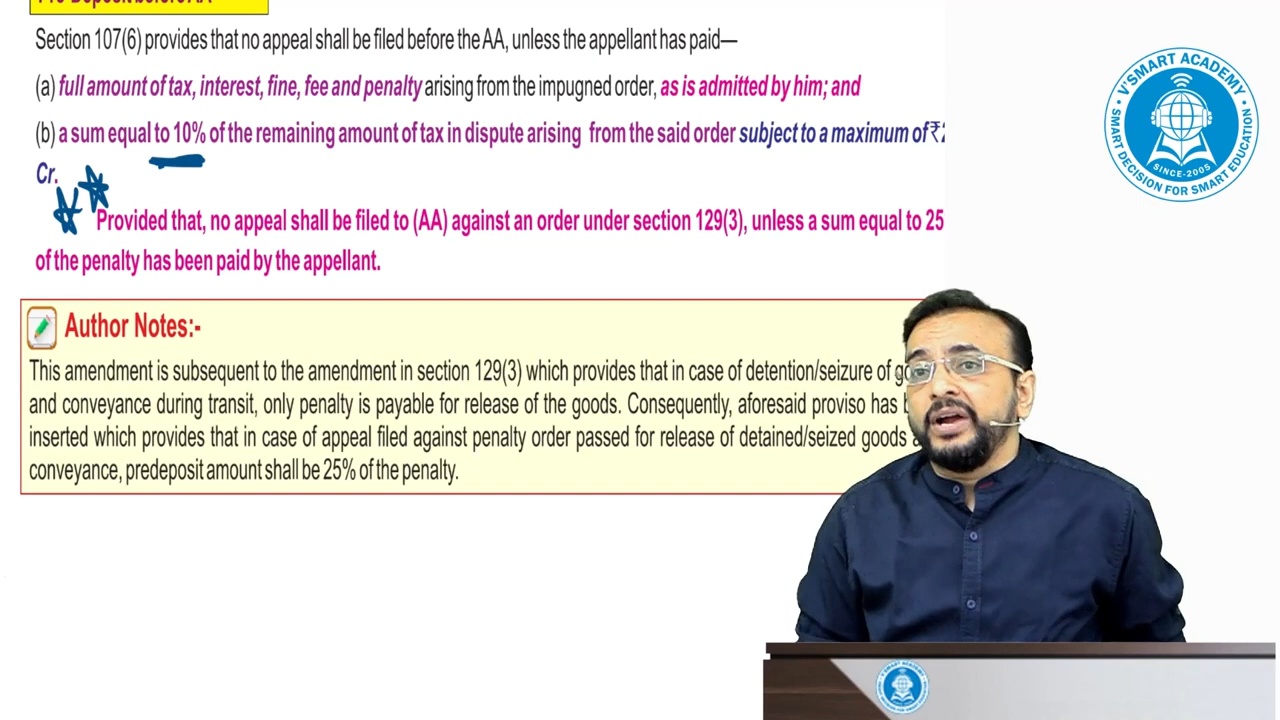 Pre-Deposit before AA
Section 107(6) provides that no appeal shall be filed before the AA, unless the appellant has paid—
(a) full amount of tax, interest, fine, fee and penalty arising from the impugned order, as is admitted by him; and
(b) a sum equal to 10% of the remaining amount of tax in dispute arising from the said order subject to a maximum of ₹2
Cr.
Provided that, no appeal shall be filed to (AA) against an order under section 129(3), unless a sum equal to 25
of the penalty has been paid by the appellant.
Author Notes:-
This amendment is subsequent to the amendment in section 129(3) which provides that in case of detention/seizure of
and conveyance during transit, only penalty is payable for release of the goods. Consequently, aforesaid proviso has
inserted which provides that in case of appeal filed against penalty order passed for release of detained/seized goods
conveyance, predeposit amount shall be 25% of the penalty.
V'SMART ACADEMY
SINCE-2005
SMART DECISION FOR SMART EDUCATION